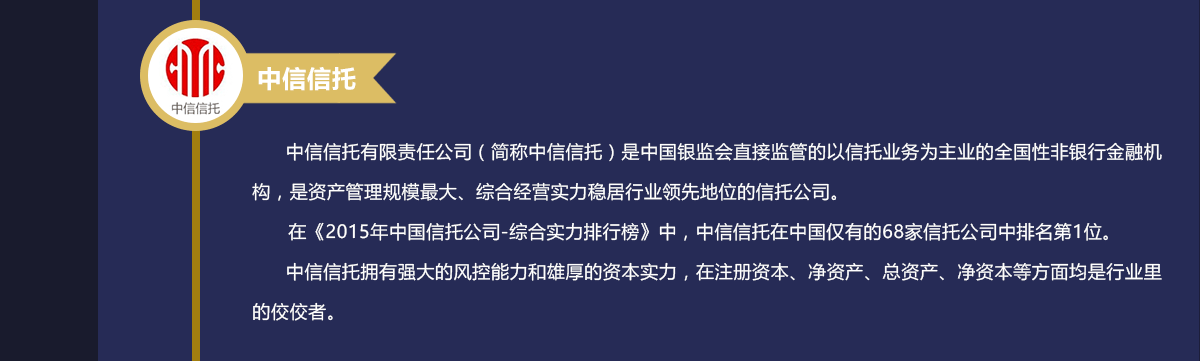 中信信托
中信信托
中信信托有限责任公司（简称中信信托）是中国银监会直接监管的以信托业务为主业的全国性非银行金融机
构，是资产管理规模最大、综合经营实力稳居行业领先地位的信托公司。
在《2015年中国信托公司-综合实力排行榜》中，中信信托在中国仅有的68家信托公司中排名第1位。
中信信托拥有强大的风控能力和雄厚的资本实力，在注册资本、净资产、总资产、净资本等方面均是行业里
的佼佼者。